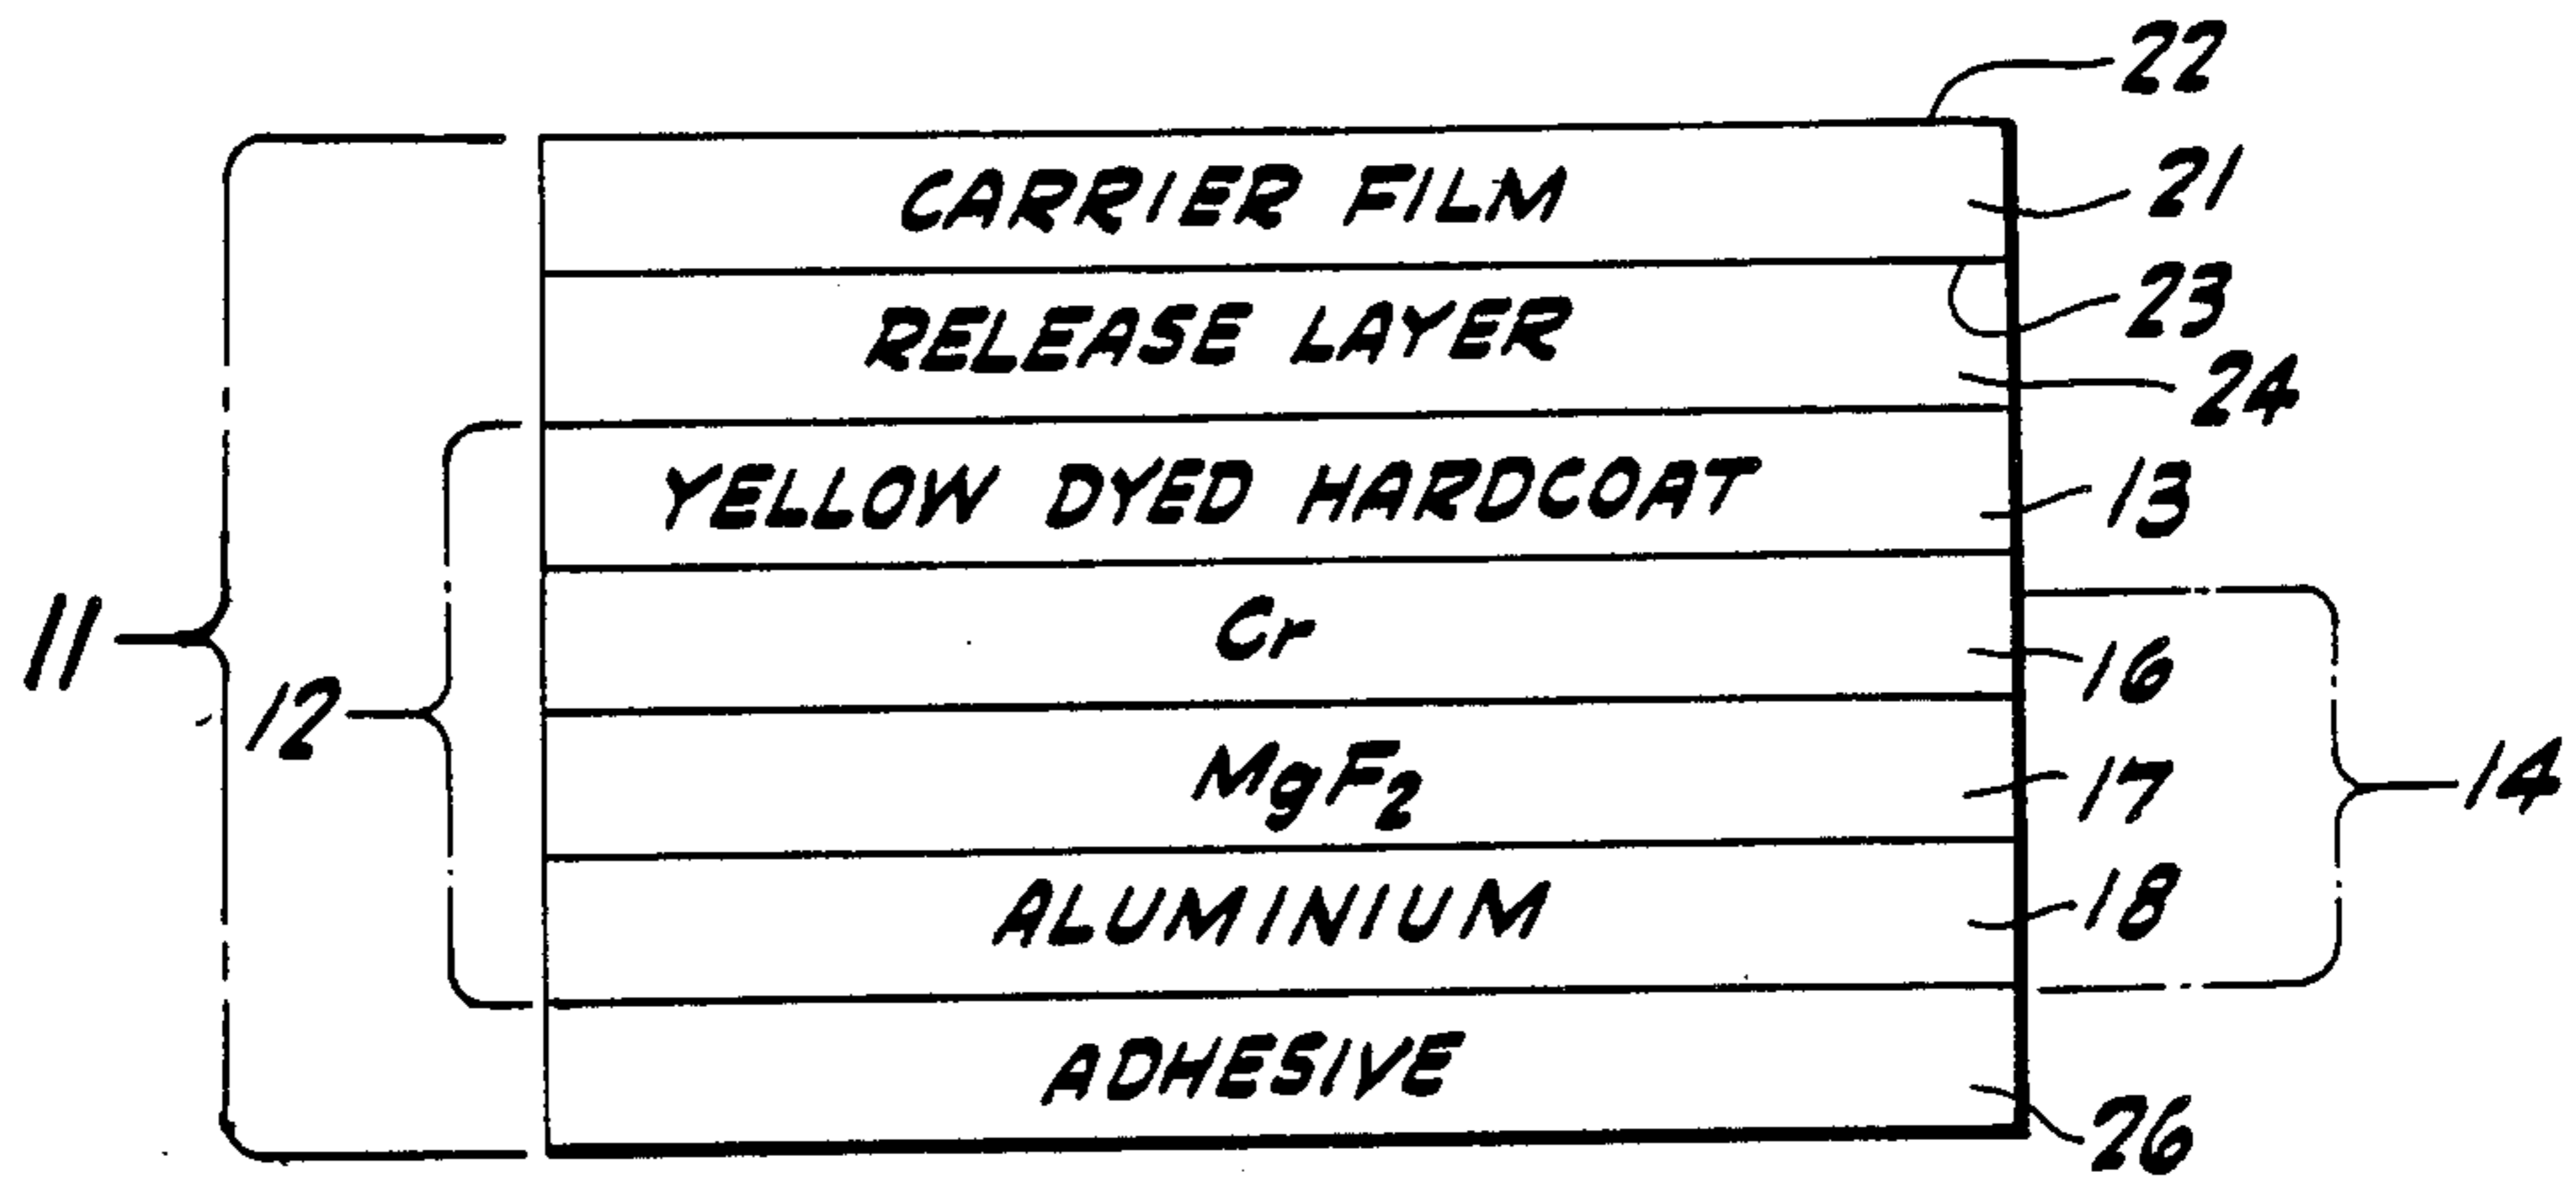 22
CARRIER FILM
21
23
RELEASE LAYER
24
YELLOW DYED HARDCOAT
13
11
Cr
16
12
MgF₂
17
14
ALUMINIUM
18
ADHESIVE
26